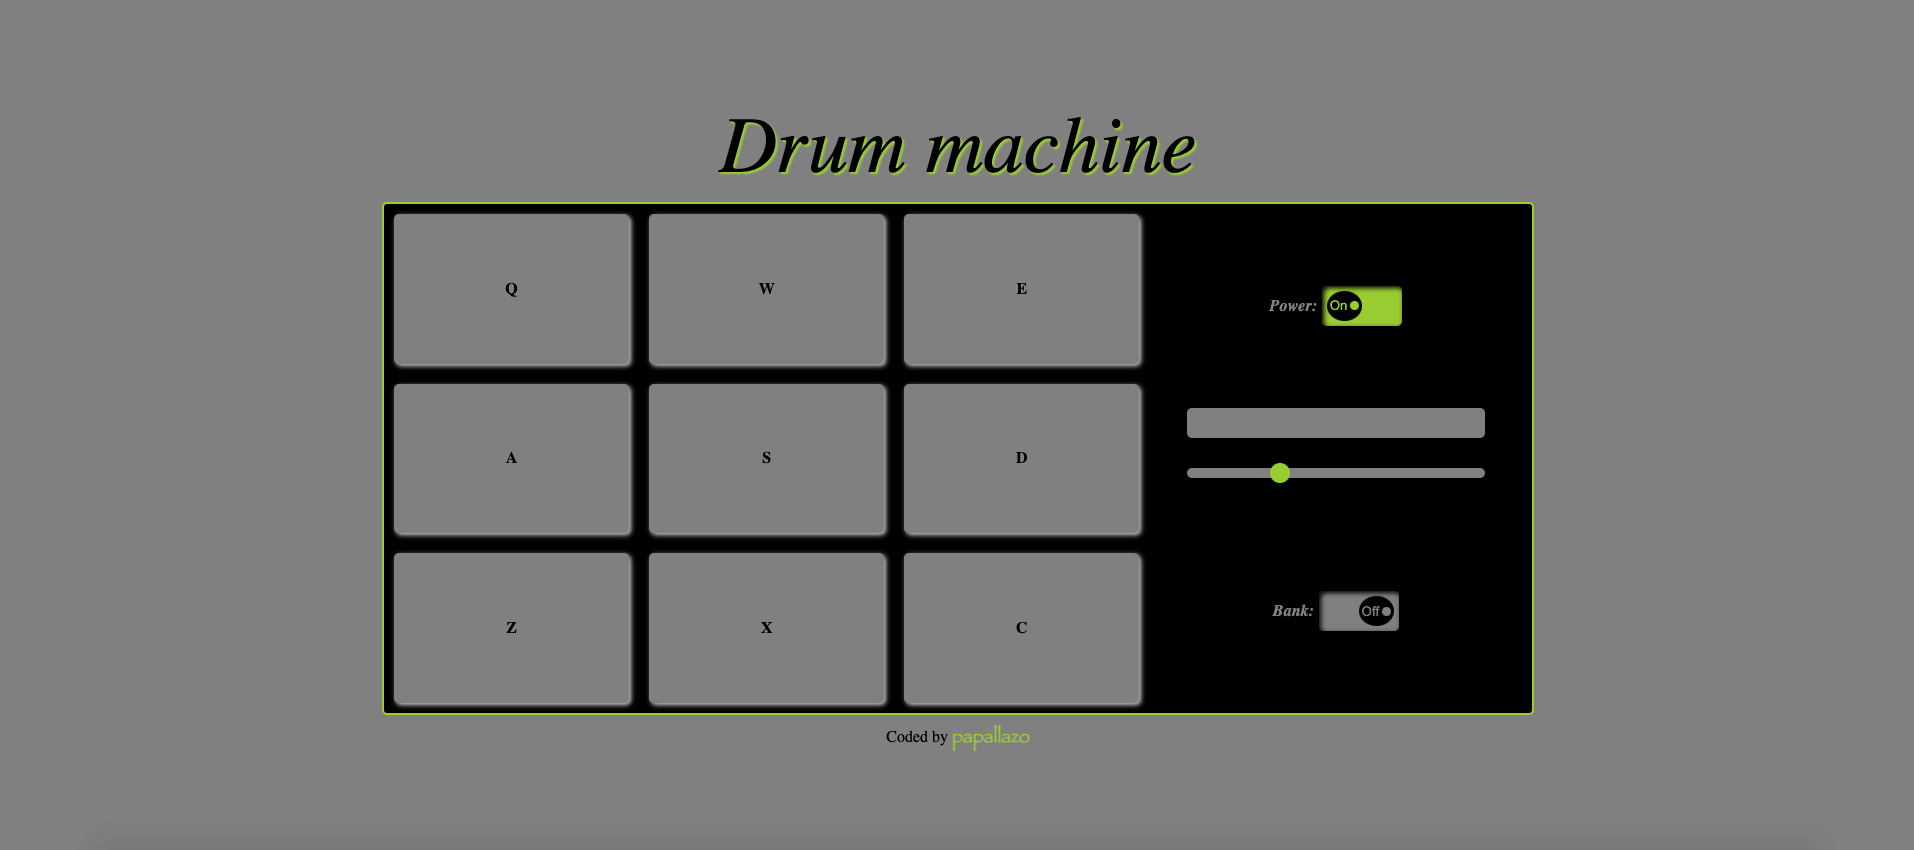 Drum machine
Q W E
Power: On
A S D
Z X C
Bank: Off
Coded by papallazo